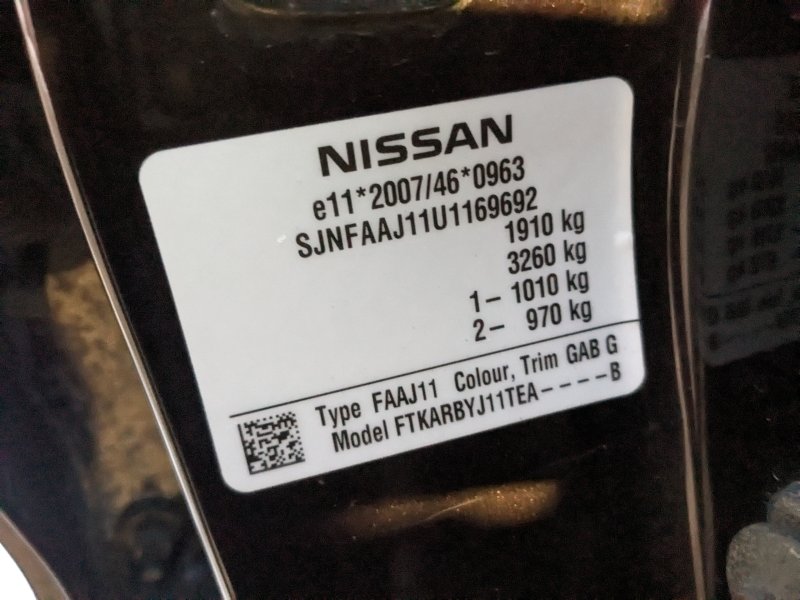 NISSAN
e11*2007/46*0963
SJNFAAJ11U1169692
1910 kg
3260 kg
1– 1010 kg
2– 970 kg
Type FAAJ11 Colour, Trim GAB G
Model FTKARBYJ11TEA––––B